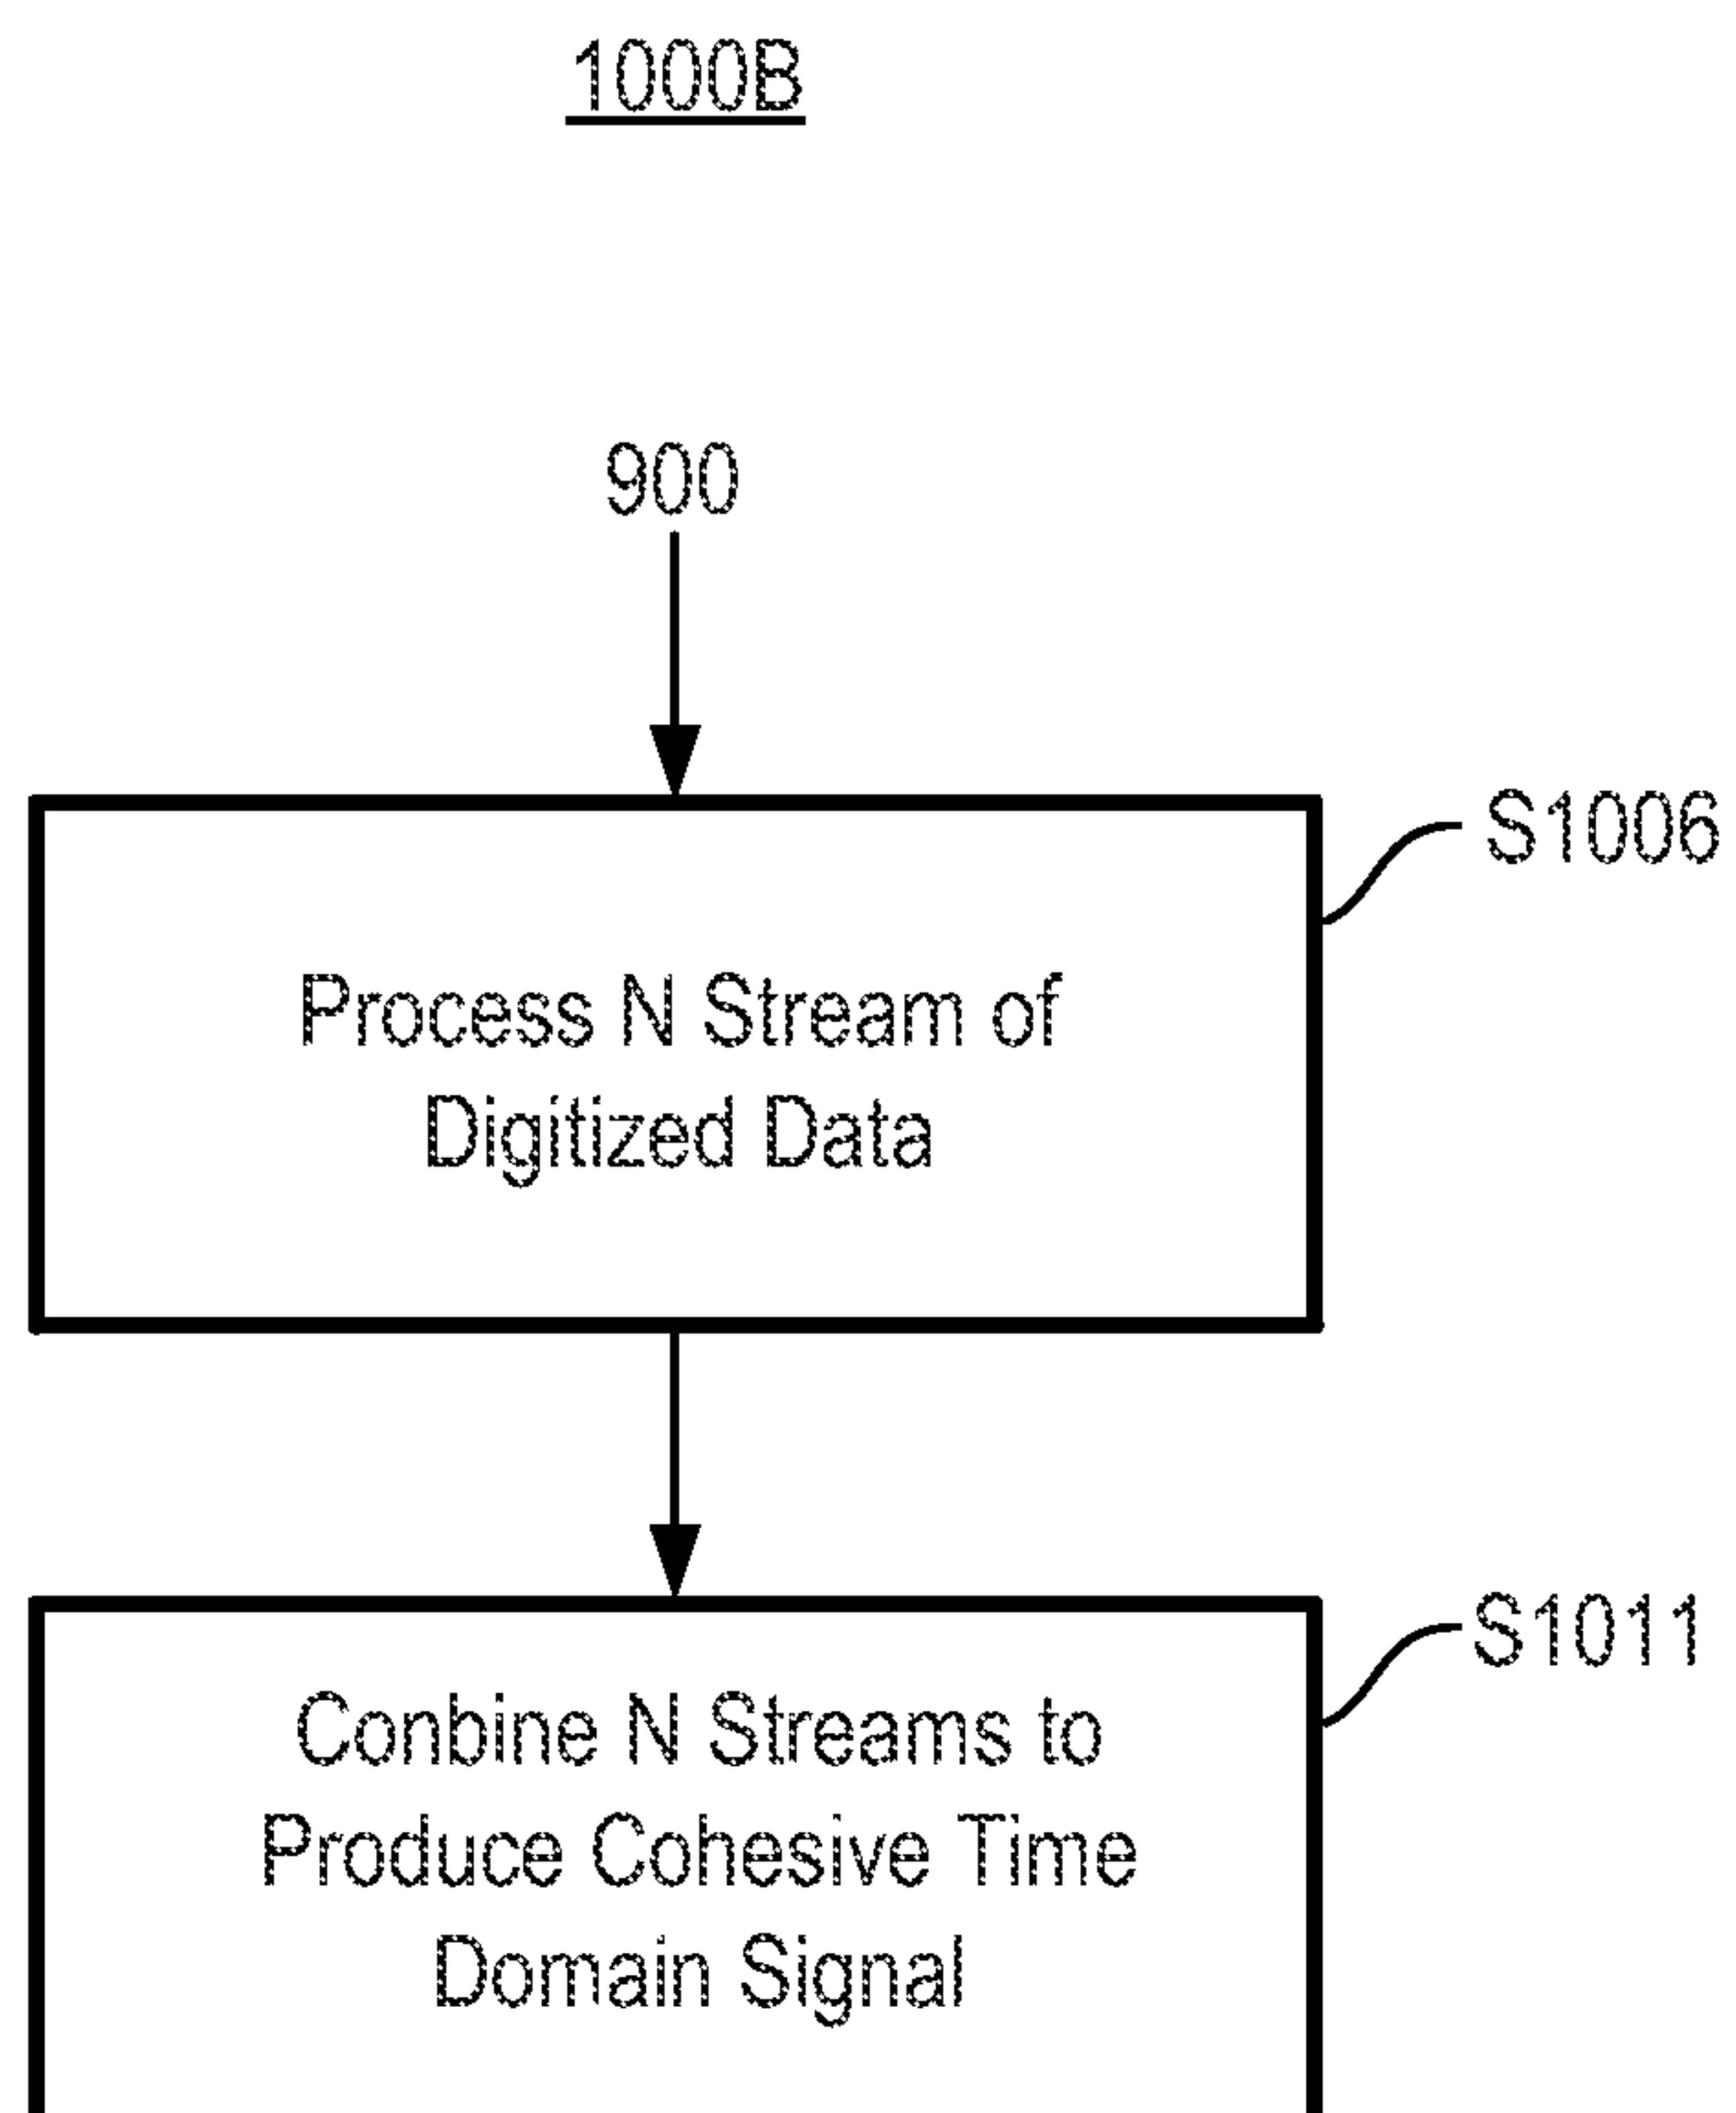 1000B
900
S1006
Process N Stream of
Digitized Data
S1011
Conbine N Streams to
Produce Cohesive Time
Domain Signal